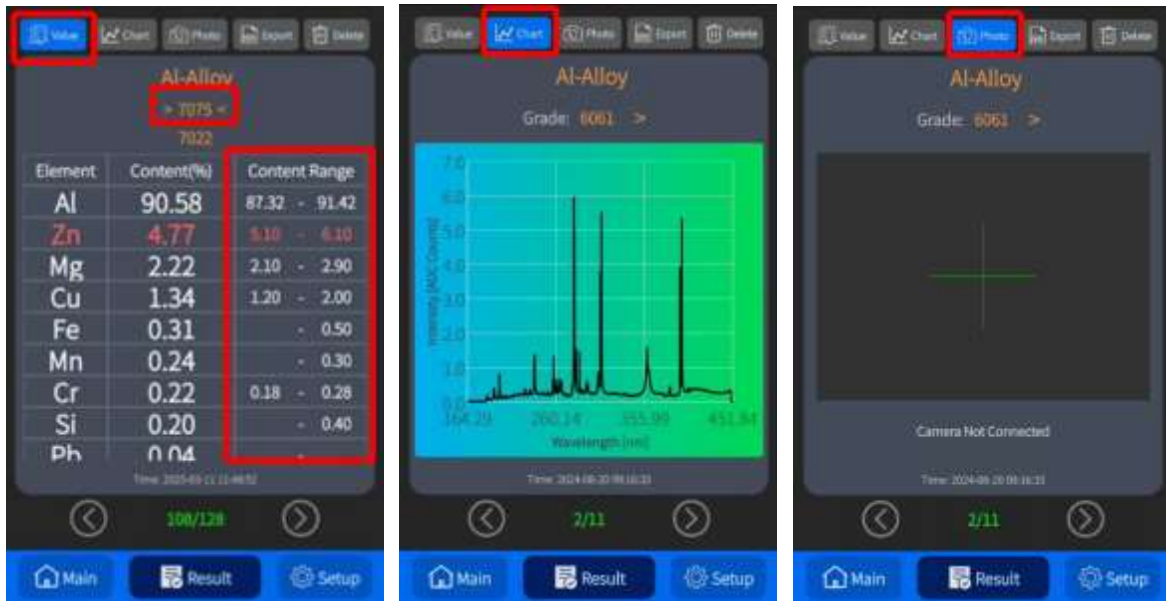 Value Chart Photo Export Delete
Al-Alloy
> 7075 <
7022
Element Content(%) Content Range
Al 90.58 87.32 - 91.42
Zn 4.77 5.10 - 6.10
Mg 2.22 2.10 - 2.90
Cu 1.34 1.20 - 2.00
Fe 0.31 - 0.50
Mn 0.24 - 0.30
Cr 0.22 0.18 - 0.28
Si 0.20 - 0.40
Pb 0.04 -
108/128
Main Result Setup
Value Chart Photo Export Delete
Al-Alloy
Grade: 6061 >
7.0
6.0
5.0
4.0
3.0
2.0
1.0
0.0
Intensity [AUC Counts]
164.29 260.14 355.99 451.84
Wavelength [nm]
2/11
Main Result Setup
Value Chart Photo Export Delete
Al-Alloy
Grade: 6061 >
Camera Not Connected
2/11
Main Result Setup